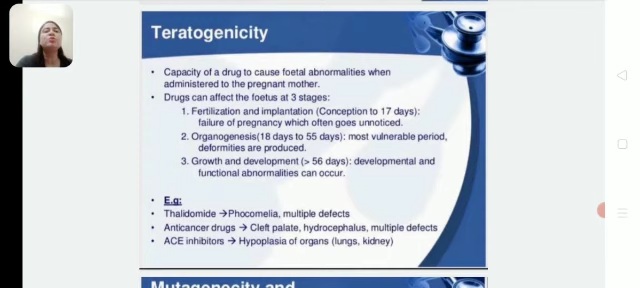 Teratogenicity
• Capacity of a drug to cause foetal abnormalities when
administered to the pregnant mother.
• Drugs can affect the foetus at 3 stages:
1. Fertilization and implantation (Conception to 17 days):
failure of pregnancy which often goes unnoticed.
2. Organogenesis(18 days to 55 days): most vulnerable period,
deformities are produced.
3. Growth and development (> 56 days): developmental and
functional abnormalities can occur.
• E.g:
• Thalidomide →Phocomelia, multiple defects
• Anticancer drugs → Cleft palate, hydrocephalus, multiple defects
• ACE inhibitors → Hypoplasia of organs (lungs, kidney)
Mutagenecity and